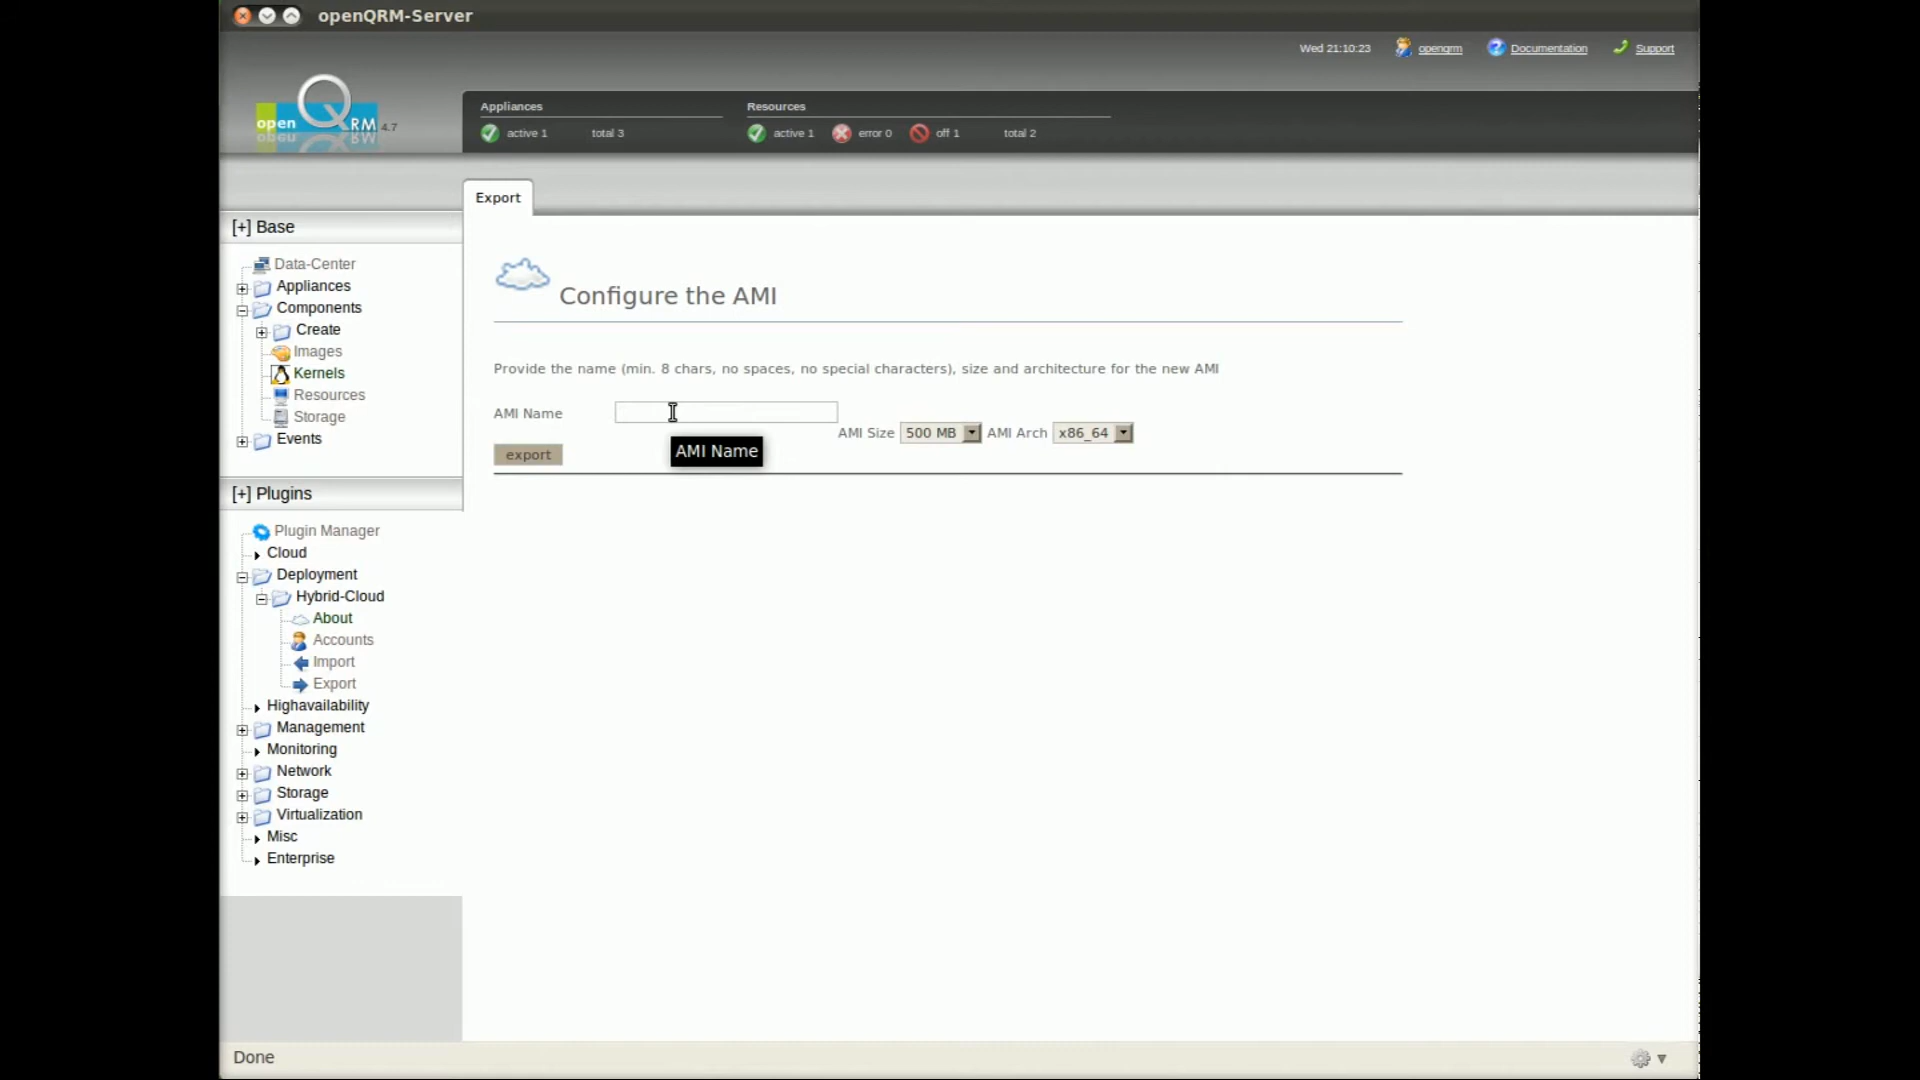 openQRM-Server
Wed 21:10:23 openqrm Documentation Support
open QRM 4.7
Appliances Resources
active 1 total 3 active 1 error 0 off 1 total 2
Export
[+] Base
Data-Center
Appliances
Components
Create
Images
Kernels
Resources
Storage
Events
[+] Plugins
Plugin Manager
Cloud
Deployment
Hybrid-Cloud
About
Accounts
Import
Export
Highavailability
Management
Monitoring
Network
Storage
Virtualization
Misc
Enterprise
Configure the AMI
Provide the name (min. 8 chars, no spaces, no special characters), size and architecture for the new AMI
AMI Name
AMI Size 500 MB AMI Arch x86_64
export
AMI Name
Done